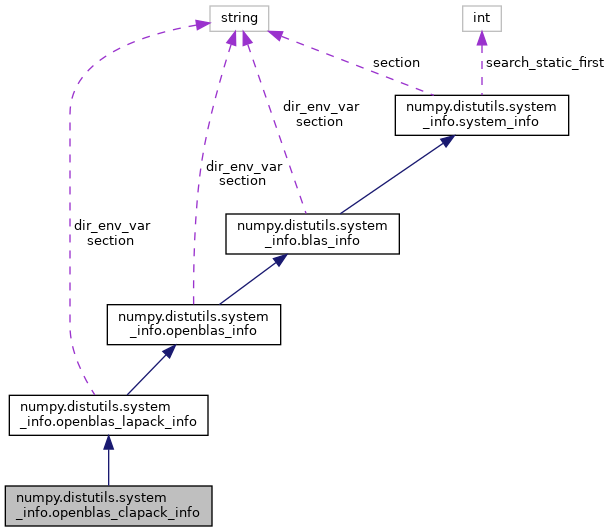 string
int
section
search_static_first
numpy.distutils.system
_info.system_info
dir_env_var
section
dir_env_var
section
dir_env_var
section
numpy.distutils.system
_info.blas_info
numpy.distutils.system
_info.openblas_info
numpy.distutils.system
_info.openblas_lapack_info
numpy.distutils.system
_info.openblas_clapack_info